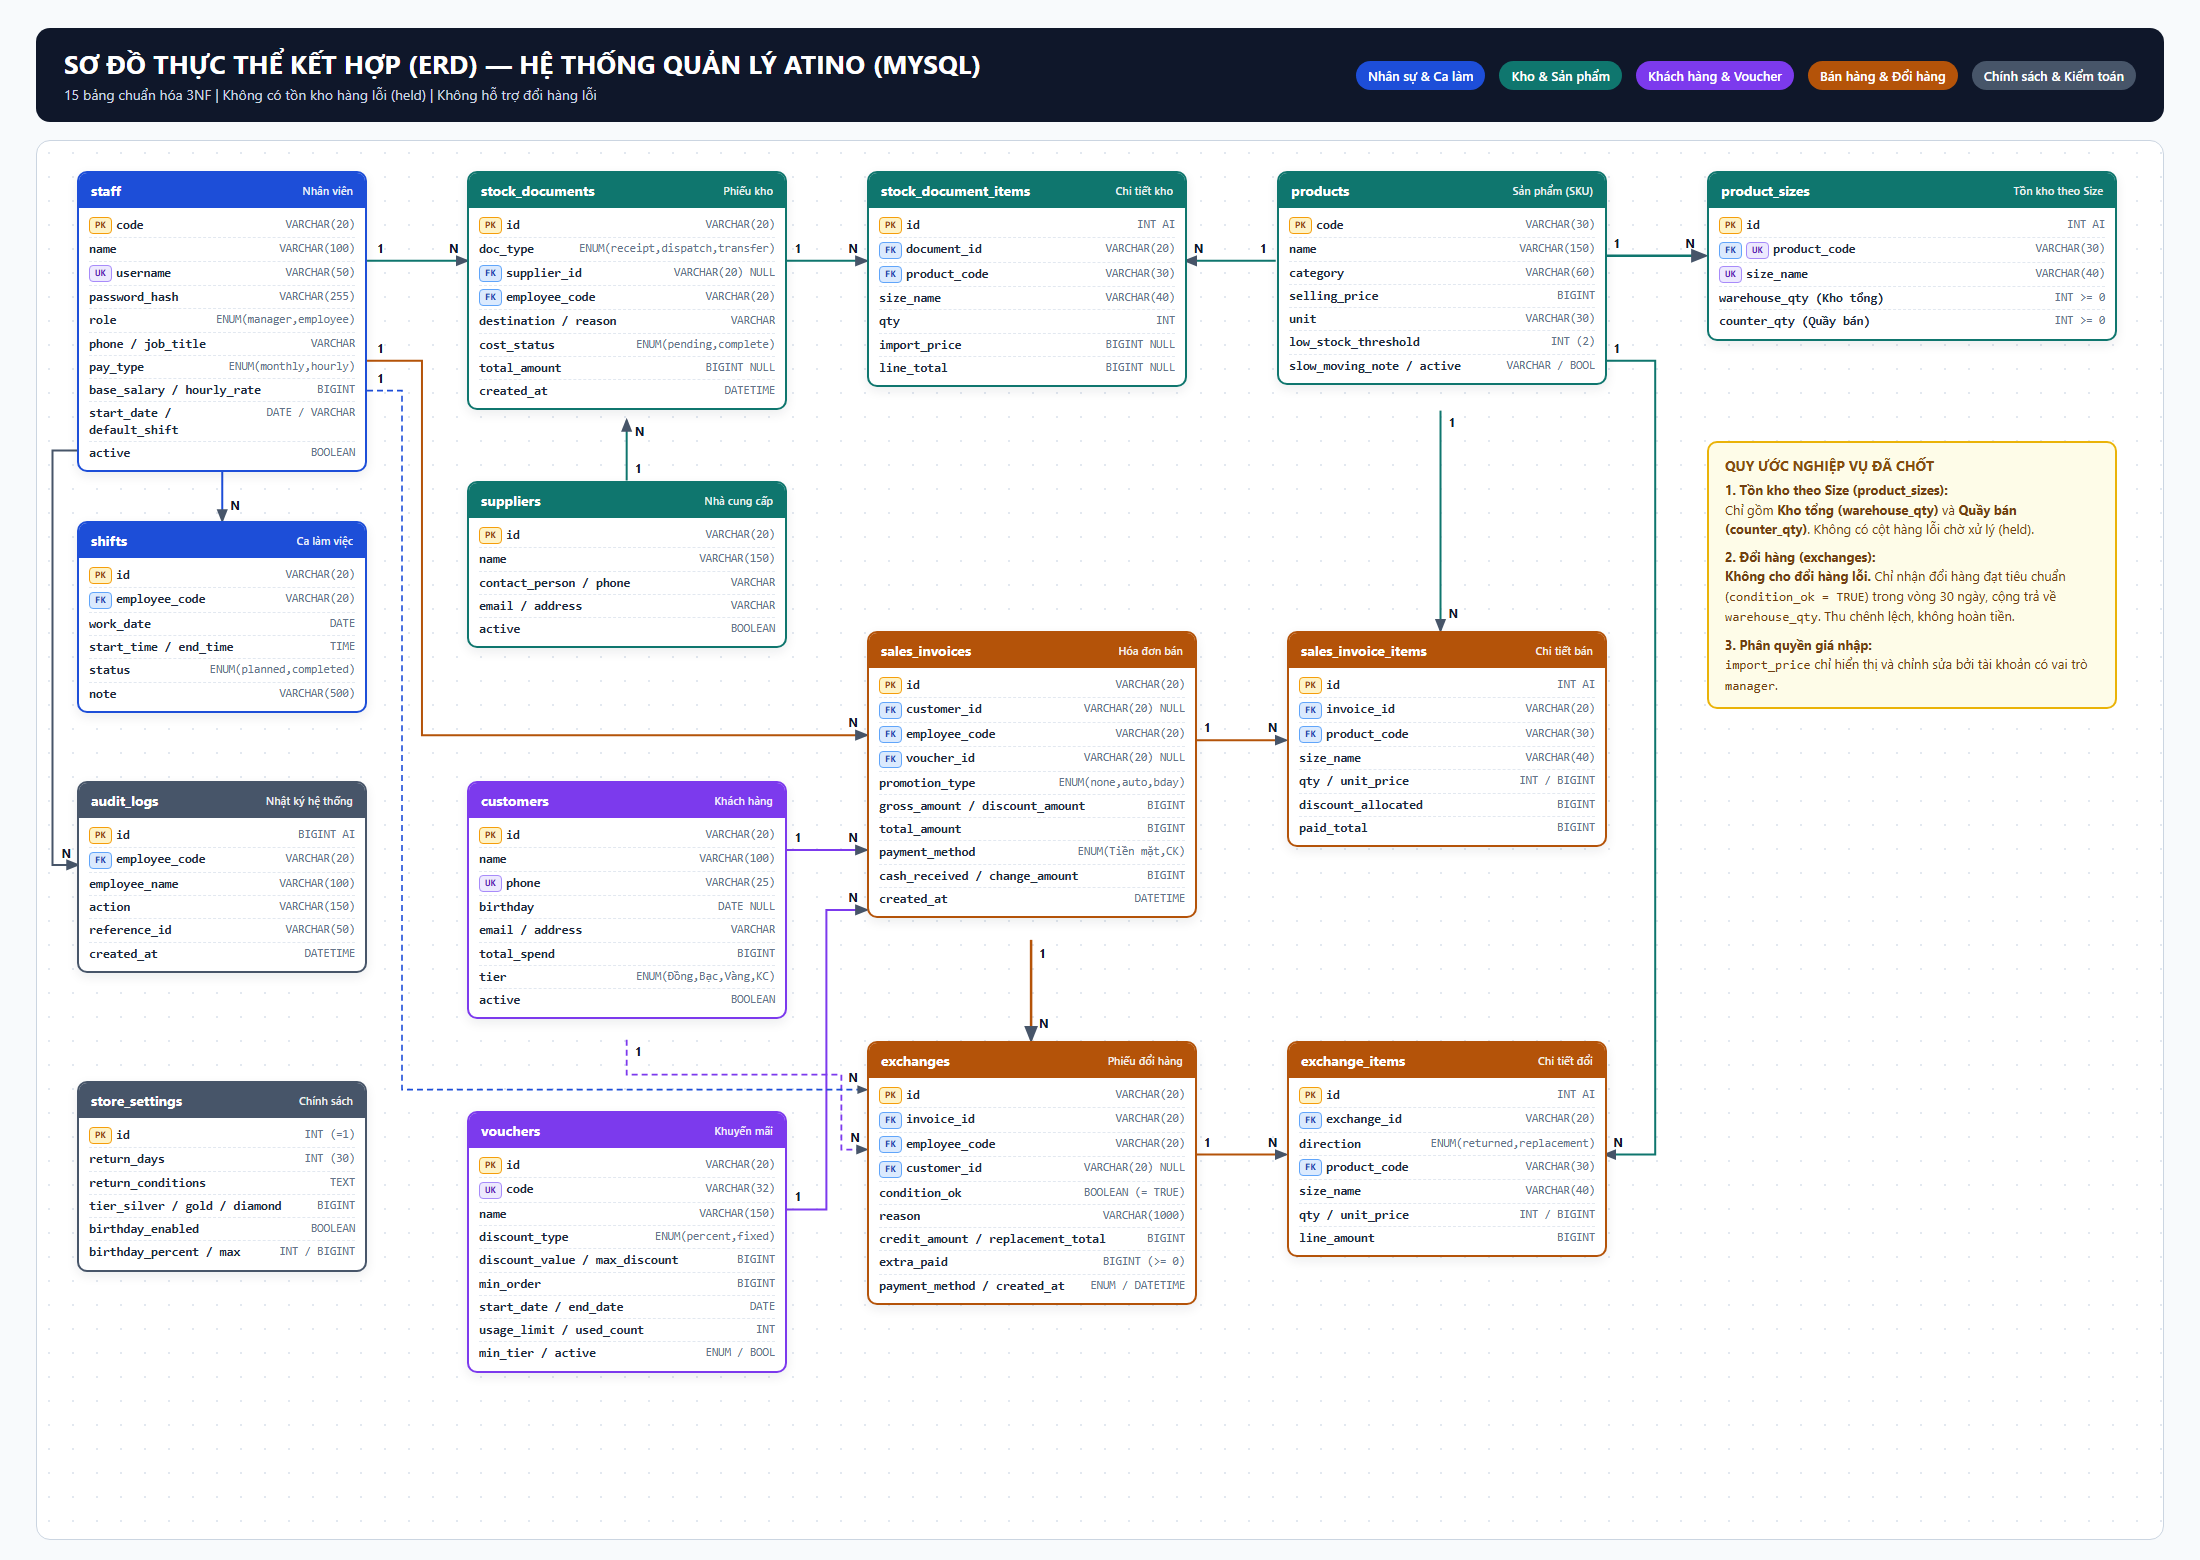 SƠ ĐỒ THỰC THỂ KẾT HỢP (ERD) — HỆ THỐNG QUẢN LÝ ATINO (MYSQL)
15 bảng chuẩn hóa 3NF | Không có tồn kho hàng lỗi (held) | Không hỗ trợ đổi hàng lỗi
Nhân sự & Ca làm
Kho & Sản phẩm
Khách hàng & Voucher
Bán hàng & Đổi hàng
Chính sách & Kiểm toán
staff Nhân viên
PK code VARCHAR(20)
name VARCHAR(100)
UK username VARCHAR(50)
password_hash VARCHAR(255)
role ENUM(manager,employee)
phone / job_title VARCHAR
pay_type ENUM(monthly,hourly)
base_salary / hourly_rate BIGINT
start_date / DATE / VARCHAR
default_shift
active BOOLEAN
1
1
1
N
N
stock_documents Phiếu kho
PK id VARCHAR(20)
doc_type ENUM(receipt,dispatch,transfer)
FK supplier_id VARCHAR(20) NULL
FK employee_code VARCHAR(20)
destination / reason VARCHAR
cost_status ENUM(pending,complete)
total_amount BIGINT NULL
created_at DATETIME
1
N
N
1
stock_document_items Chi tiết kho
PK id INT AI
FK document_id VARCHAR(20)
FK product_code VARCHAR(30)
size_name VARCHAR(40)
qty INT
import_price BIGINT NULL
line_total BIGINT NULL
N
1
products Sản phẩm (SKU)
PK code VARCHAR(30)
name VARCHAR(150)
category VARCHAR(60)
selling_price BIGINT
unit VARCHAR(30)
low_stock_threshold INT (2)
slow_moving_note / active VARCHAR / BOOL
1
N
1
1
N
product_sizes Tồn kho theo Size
PK id INT AI
FK UK product_code VARCHAR(30)
UK size_name VARCHAR(40)
warehouse_qty (Kho tổng) INT >= 0
counter_qty (Quầy bán) INT >= 0
QUY ƯỚC NGHIỆP VỤ ĐÃ CHỐT
1. Tồn kho theo Size (product_sizes):
Chỉ gồm Kho tổng (warehouse_qty) và Quầy bán
(counter_qty). Không có cột hàng lỗi chờ xử lý (held).
2. Đổi hàng (exchanges):
Không cho đổi hàng lỗi. Chỉ nhận đổi hàng đạt tiêu chuẩn
(condition_ok = TRUE) trong vòng 30 ngày, cộng trả về
warehouse_qty. Thu chênh lệch, không hoàn tiền.
3. Phân quyền giá nhập:
import_price chỉ hiển thị và chỉnh sửa bởi tài khoản có vai trò
manager.
shifts Ca làm việc
PK id VARCHAR(20)
FK employee_code VARCHAR(20)
work_date DATE
start_time / end_time TIME
status ENUM(planned,completed)
note VARCHAR(500)
suppliers Nhà cung cấp
PK id VARCHAR(20)
name VARCHAR(150)
contact_person / phone VARCHAR
email / address VARCHAR
active BOOLEAN
N
sales_invoices Hóa đơn bán
PK id VARCHAR(20)
FK customer_id VARCHAR(20) NULL
FK employee_code VARCHAR(20)
FK voucher_id VARCHAR(20) NULL
promotion_type ENUM(none,auto,bday)
gross_amount / discount_amount BIGINT
total_amount BIGINT
payment_method ENUM(Tiền mặt,CK)
cash_received / change_amount BIGINT
created_at DATETIME
1
N
sales_invoice_items Chi tiết bán
PK id INT AI
FK invoice_id VARCHAR(20)
FK product_code VARCHAR(30)
size_name VARCHAR(40)
qty / unit_price INT / BIGINT
discount_allocated BIGINT
paid_total BIGINT
audit_logs Nhật ký hệ thống
PK id BIGINT AI
FK employee_code VARCHAR(20)
employee_name VARCHAR(100)
action VARCHAR(150)
reference_id VARCHAR(50)
created_at DATETIME
N
customers Khách hàng
PK id VARCHAR(20)
name VARCHAR(100)
UK phone VARCHAR(25)
birthday DATE NULL
email / address VARCHAR
total_spend BIGINT
tier ENUM(Đồng,Bạc,Vàng,KC)
active BOOLEAN
1
N
N
1
N
1
N
N
store_settings Chính sách
PK id INT (=1)
return_days INT (30)
return_conditions TEXT
tier_silver / gold / diamond BIGINT
birthday_enabled BOOLEAN
birthday_percent / max INT / BIGINT
vouchers Khuyến mãi
PK id VARCHAR(20)
UK code VARCHAR(32)
name VARCHAR(150)
discount_type ENUM(percent,fixed)
discount_value / max_discount BIGINT
min_order BIGINT
start_date / end_date DATE
usage_limit / used_count INT
min_tier / active ENUM / BOOL
1
exchanges Phiếu đổi hàng
PK id VARCHAR(20)
FK invoice_id VARCHAR(20)
FK employee_code VARCHAR(20)
FK customer_id VARCHAR(20) NULL
condition_ok BOOLEAN (= TRUE)
reason VARCHAR(1000)
credit_amount / replacement_total BIGINT
extra_paid BIGINT (>= 0)
payment_method / created_at ENUM / DATETIME
1
N
exchange_items Chi tiết đổi
PK id INT AI
FK exchange_id VARCHAR(20)
direction ENUM(returned,replacement)
FK product_code VARCHAR(30)
size_name VARCHAR(40)
qty / unit_price INT / BIGINT
line_amount BIGINT
N